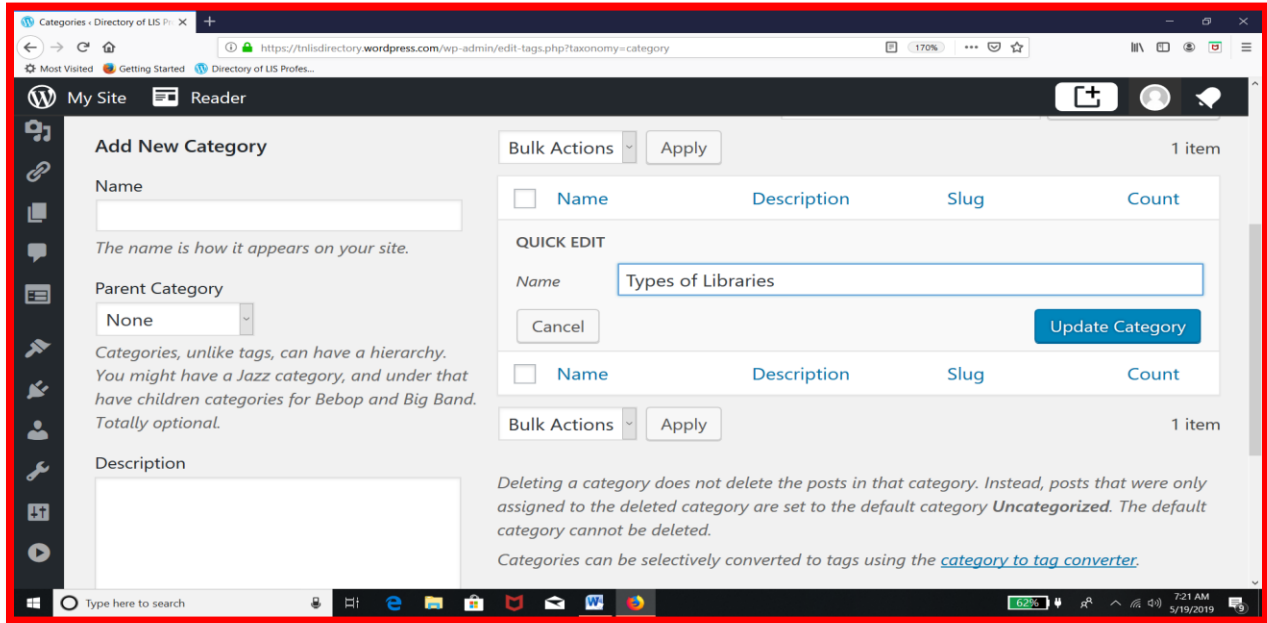 Categories ‹ Directory of LIS Pr
https://tnlisdirectory.wordpress.com/wp-admin/edit-tags.php?taxonomy=category
170%
Most Visited
Getting Started
Directory of LIS Profes...
My Site
Reader
Add New Category
Name
The name is how it appears on your site.
Parent Category
None
Categories, unlike tags, can have a hierarchy.
You might have a Jazz category, and under that
have children categories for Bebop and Big Band.
Totally optional.
Description
Bulk Actions
Apply
1 item
Name Description Slug Count
QUICK EDIT
Name
Types of Libraries
Cancel
Update Category
Name Description Slug Count
Bulk Actions
Apply
1 item
Deleting a category does not delete the posts in that category. Instead, posts that were only
assigned to the deleted category are set to the default category Uncategorized. The default
category cannot be deleted.
Categories can be selectively converted to tags using the category to tag converter.
Type here to search
62%
7:21 AM
5/19/2019